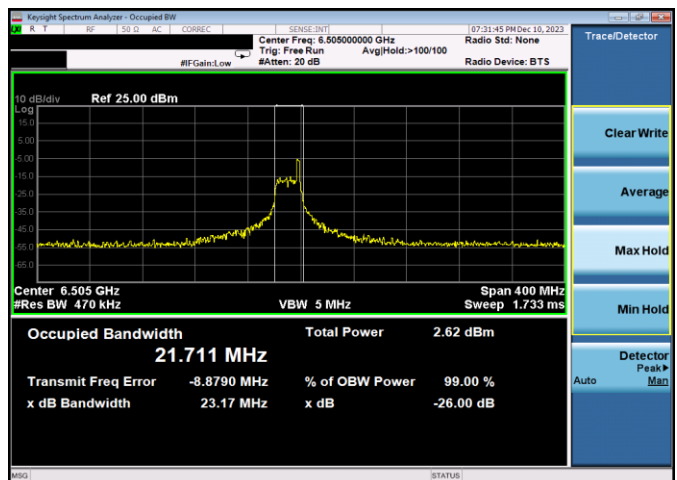 Keysight Spectrum Analyzer - Occupied BW
LXI R T RF 50 Ω AC CORREC SENSE:INT 07:31:45 PM Dec 10, 2023
Center Freq: 6.505000000 GHz Radio Std: None
Trig: Free Run Avg|Hold:>100/100
#IFGain:Low #Atten: 20 dB Radio Device: BTS
10 dB/div Ref 25.00 dBm
Log
15.0
5.00
-5.00
-15.0
-25.0
-35.0
-45.0
-55.0
-65.0
Center 6.505 GHz Span 400 MHz
#Res BW 470 kHz VBW 5 MHz Sweep 1.733 ms
Occupied Bandwidth Total Power 2.62 dBm
21.711 MHz
Transmit Freq Error -8.8790 MHz % of OBW Power 99.00 %
x dB Bandwidth 23.17 MHz x dB -26.00 dB
MSG STATUS
Trace/Detector
Clear Write
Average
Max Hold
Min Hold
Detector
Peak▶
Auto Man